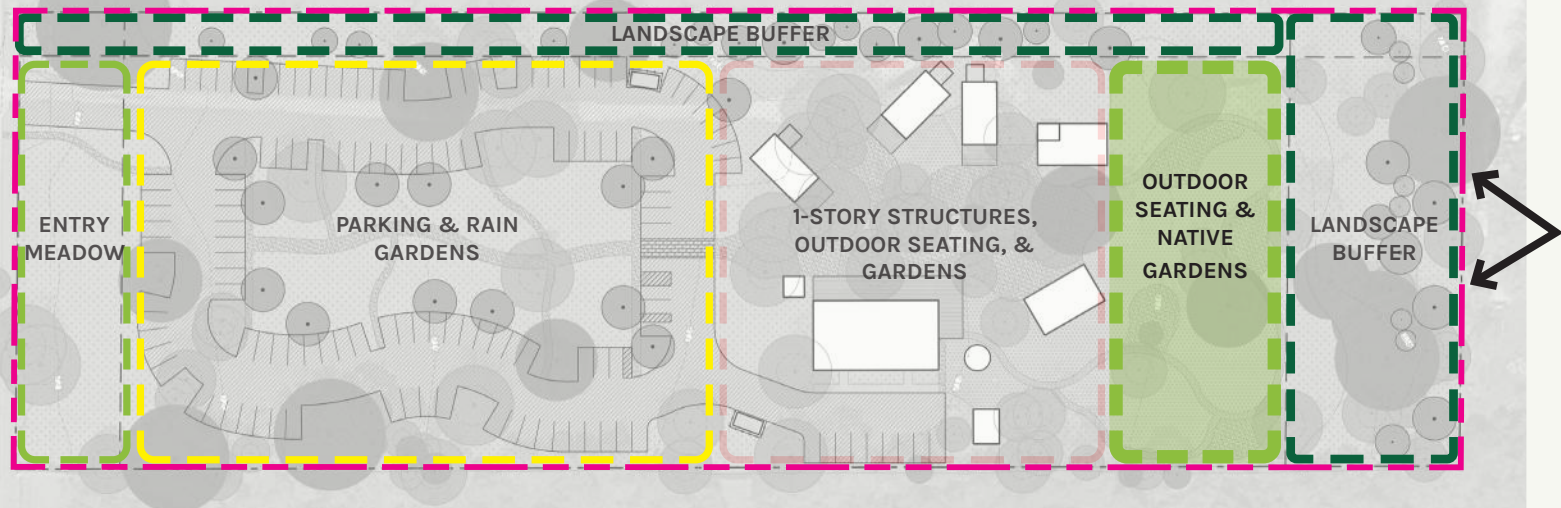 LANDSCAPE BUFFER
ENTRY
MEADOW
PARKING & RAIN
GARDENS
1-STORY STRUCTURES,
OUTDOOR SEATING, &
GARDENS
OUTDOOR
SEATING &
NATIVE
GARDENS
LANDSCAPE
BUFFER